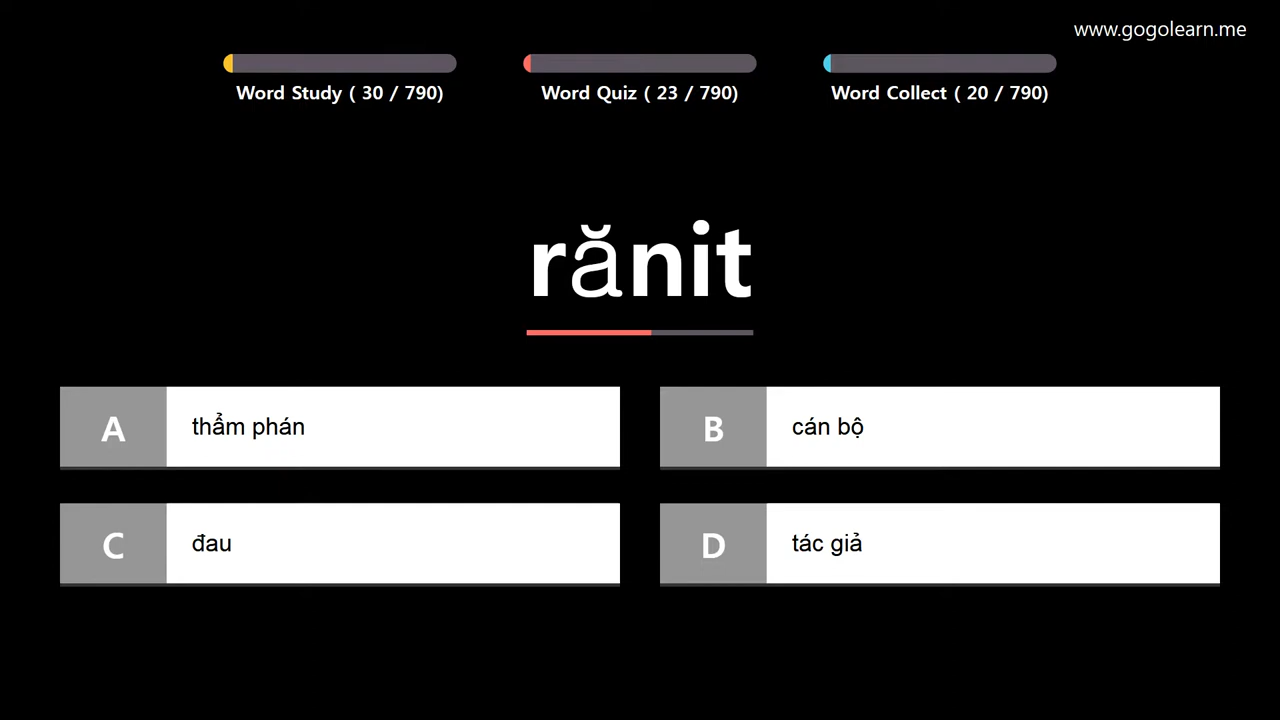 www.gogolearn.me
Word Study ( 30 / 790)
Word Quiz ( 23 / 790)
Word Collect ( 20 / 790)
rănit
A thẩm phán
B cán bộ
C đau
D tác giả